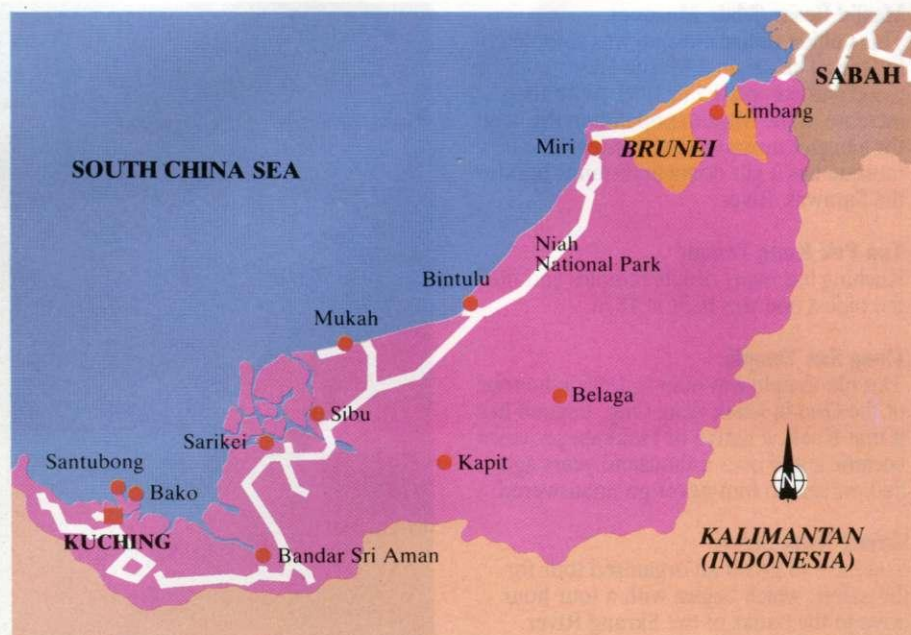 SABAH
Limbang
Miri
BRUNEI
SOUTH CHINA SEA
Niah
National Park
Bintulu
Mukah
Belaga
Sibu
Sarikei
Santubong
Kapit
Bako
N
KUCHING
KALIMANTAN
(INDONESIA)
Bandar Sri Aman